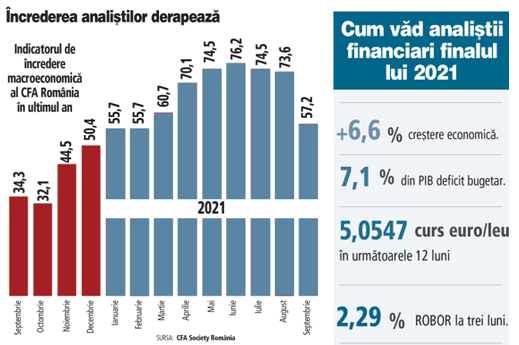 Încrederea analiștilor derapează
Indicatorul de
încredere
macroeconomică
al CFA România
în ultimul an
34,3
32,1
44,5
50,4
55,7
55,7
60,7
70,1
74,5
76,2
74,5
73,6
57,2
2021
Septembrie
Octombrie
Noiembrie
Decembrie
Ianuarie
Februarie
Martie
Aprilie
Mai
Iunie
Iulie
August
Septembrie
SURSA: CFA Society România
Cum văd analiștii
financiari finalul
lui 2021
+6,6 % creștere economică.
7,1 % din PIB deficit bugetar.
5,0547 curs euro/leu
în următoarele 12 luni
2,29 % ROBOR la trei luni.